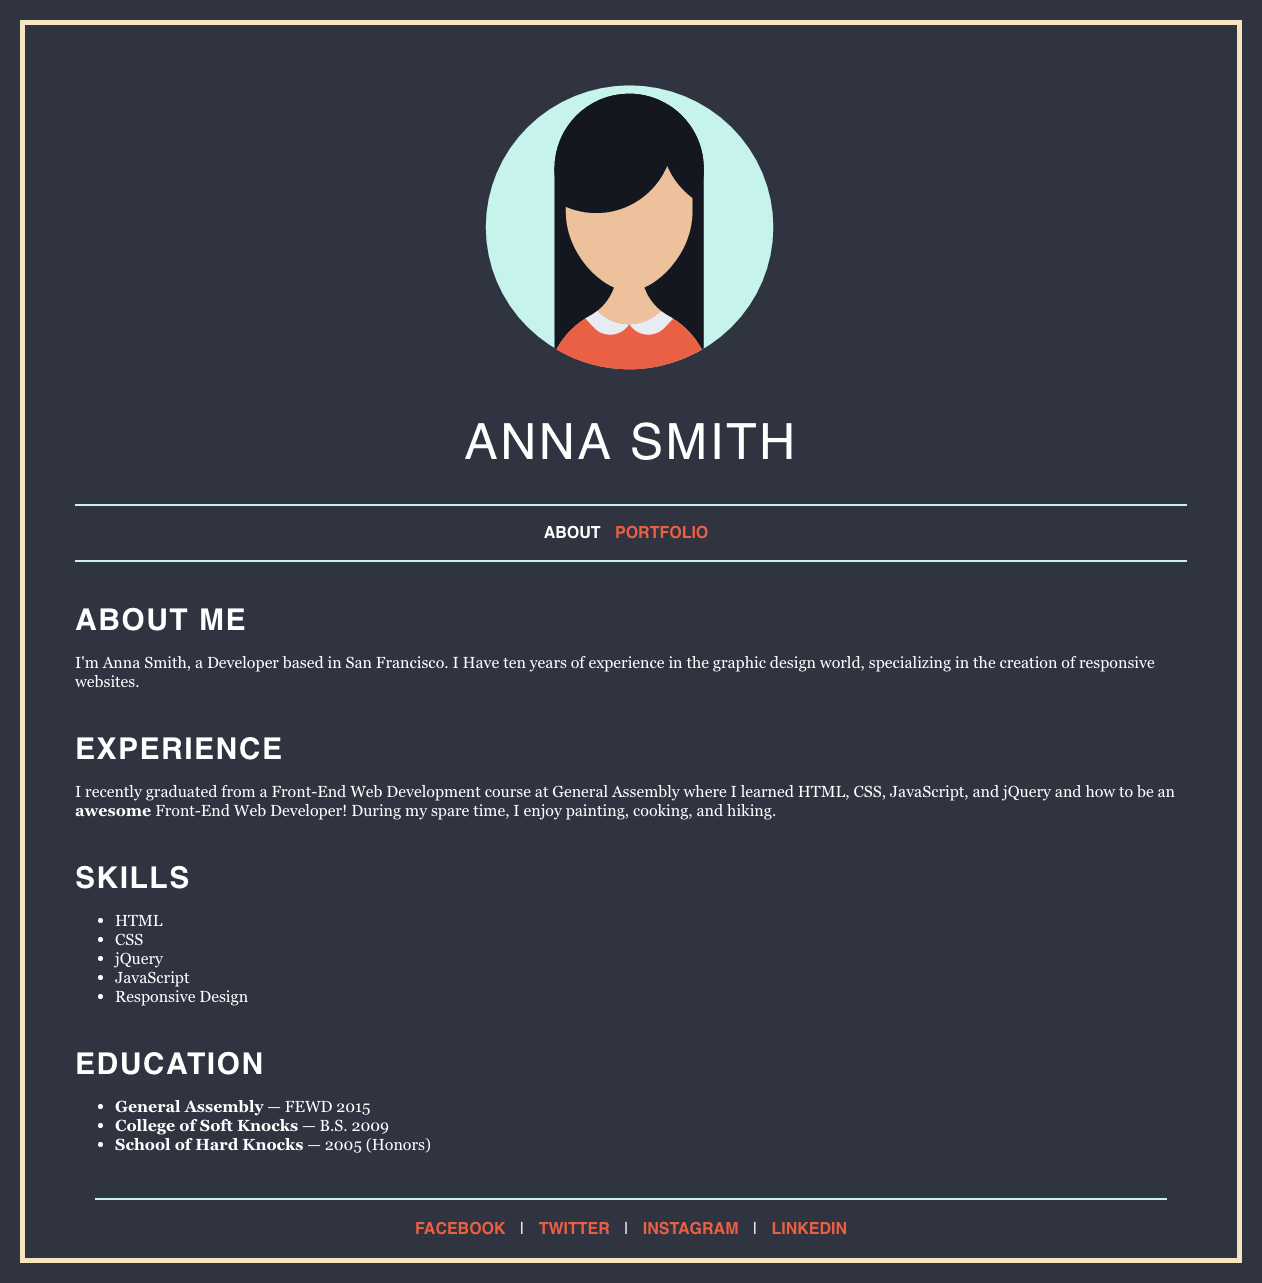 ANNA SMITH
ABOUT PORTFOLIO
ABOUT ME
I'm Anna Smith, a Developer based in San Francisco. I Have ten years of experience in the graphic design world, specializing in the creation of responsive
websites.
EXPERIENCE
I recently graduated from a Front-End Web Development course at General Assembly where I learned HTML, CSS, JavaScript, and jQuery and how to be an
awesome Front-End Web Developer! During my spare time, I enjoy painting, cooking, and hiking.
SKILLS
• HTML
• CSS
• jQuery
• JavaScript
• Responsive Design
EDUCATION
• General Assembly — FEWD 2015
• College of Soft Knocks — B.S. 2009
• School of Hard Knocks — 2005 (Honors)
FACEBOOK | TWITTER | INSTAGRAM | LINKEDIN